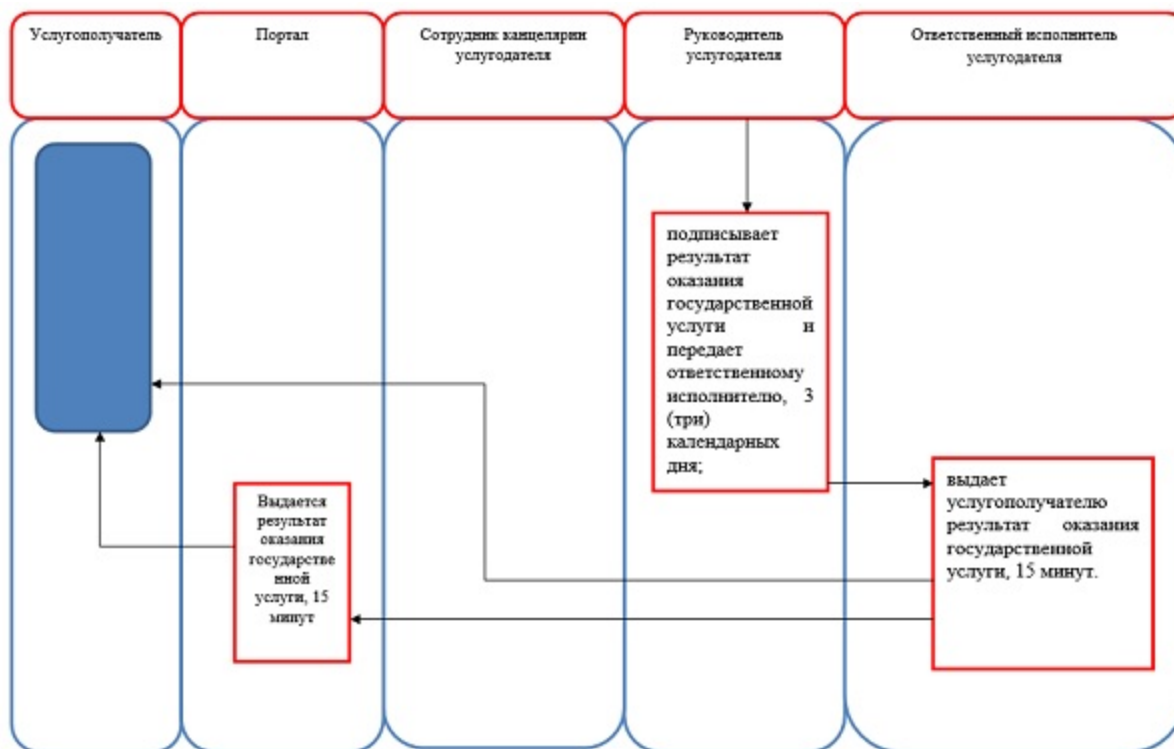 Услугополучатель
Портал
Сотрудник канцелярии
услугодателя
Руководитель
услугодателя
Ответственный исполнитель
услугодателя
подписывает
результат
оказания
государственной
услуги и
передает
ответственному
исполнителю, 3
(три)
календарных
дня;
Выдается
результат
оказания
государстве
нной
услуги, 15
минут
выдает
услугополучателю
результат оказания
государственной
услуги, 15 минут.